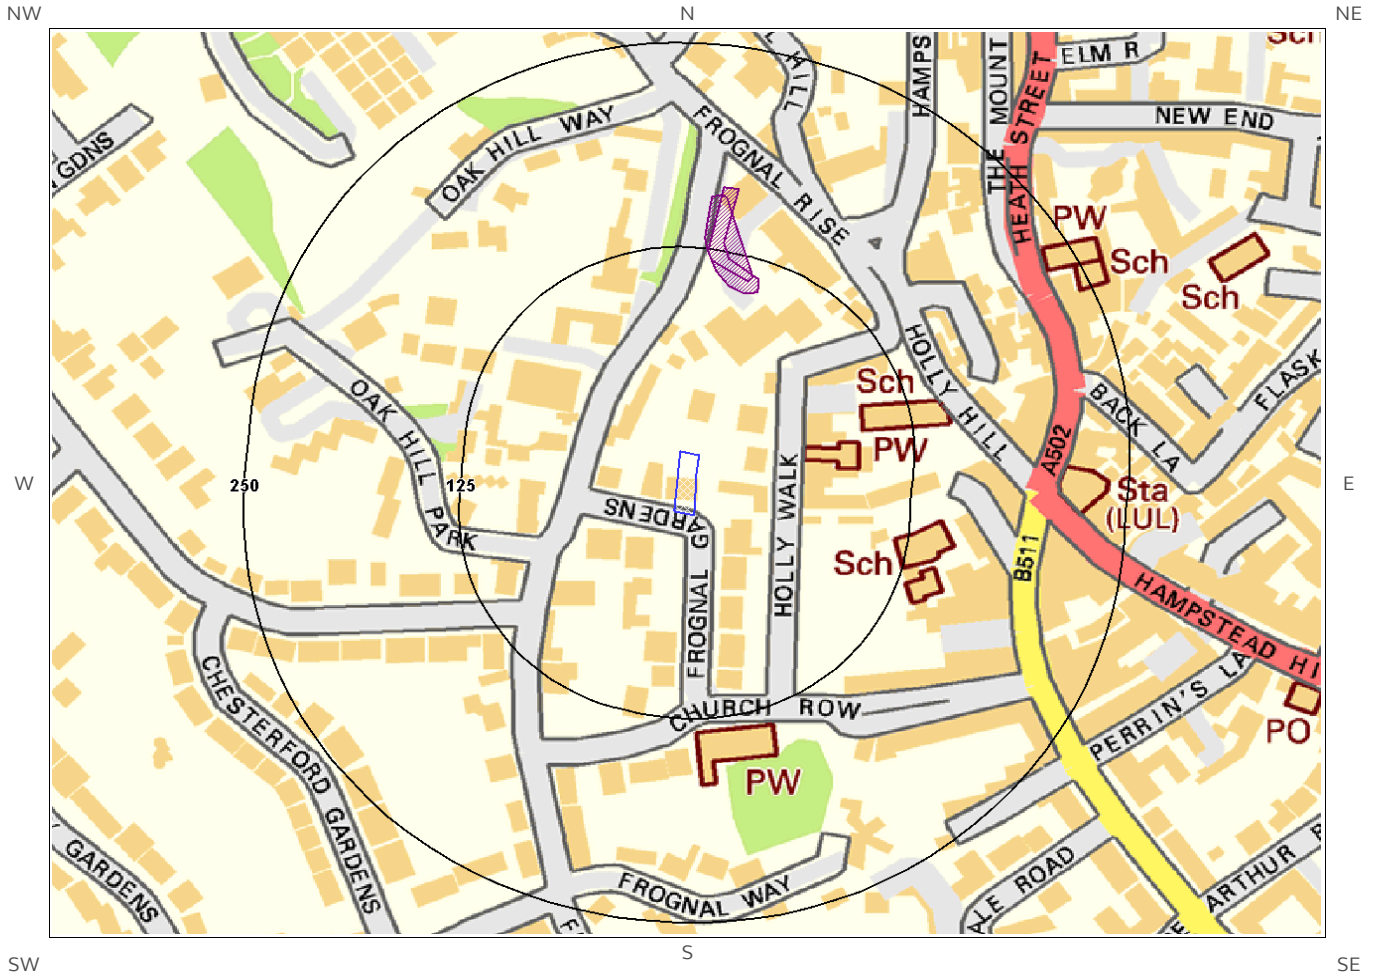 NW
N
NE
L HILL
HAMPS
THE MOUNT
HEATH STREET
ELM R
Sch
NEW END
GDNS
OAK HILL WAY
FROGNAL RISE
PW
Sch
Sch
HOLLY HILL
OAK HILL PARK
Sch
PW
BACK LA
FLASK
A502
W
250
125
E
Sta
(LUL)
FROGNAL GARDENS
HOLLY WALK
Sch
B511
HAMPSTEAD HI
CHESTERFORD GARDENS
CHURCH ROW
PERRIN'S LA
PO
PW
GARDENS
FROGNAL WAY
ALE ROAD
ARTHUR R
F
E
SW
S
SE